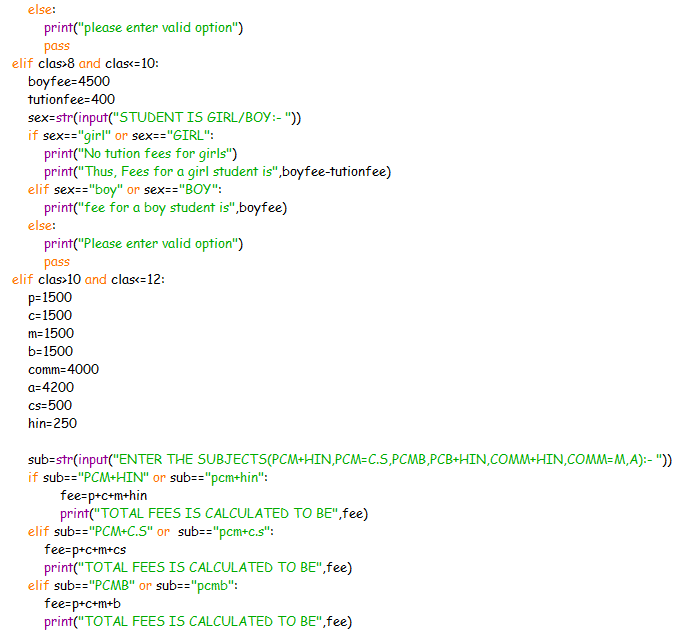 else:
print("please enter valid option")
pass
elif clas>8 and clas<=10:
boyfee=4500
tutionfee=400
sex=str(input("STUDENT IS GIRL/BOY:- "))
if sex=="girl" or sex=="GIRL":
print("No tution fees for girls")
print("Thus, Fees for a girl student is",boyfee-tutionfee)
elif sex=="boy" or sex=="BOY":
print("fee for a boy student is",boyfee)
else:
print("Please enter valid option")
pass
elif clas>10 and clas<=12:
p=1500
c=1500
m=1500
b=1500
comm=4000
a=4200
cs=500
hin=250
sub=str(input("ENTER THE SUBJECTS(PCM+HIN,PCM=C.S,PCMB,PCB+HIN,COMM+HIN,COMM=M,A):- "))
if sub=="PCM+HIN" or sub=="pcm+hin":
fee=p+c+m+hin
print("TOTAL FEES IS CALCULATED TO BE",fee)
elif sub=="PCM+C.S" or  sub=="pcm+c.s":
fee=p+c+m+cs
print("TOTAL FEES IS CALCULATED TO BE",fee)
elif sub=="PCMB" or sub=="pcmb":
fee=p+c+m+b
print("TOTAL FEES IS CALCULATED TO BE",fee)